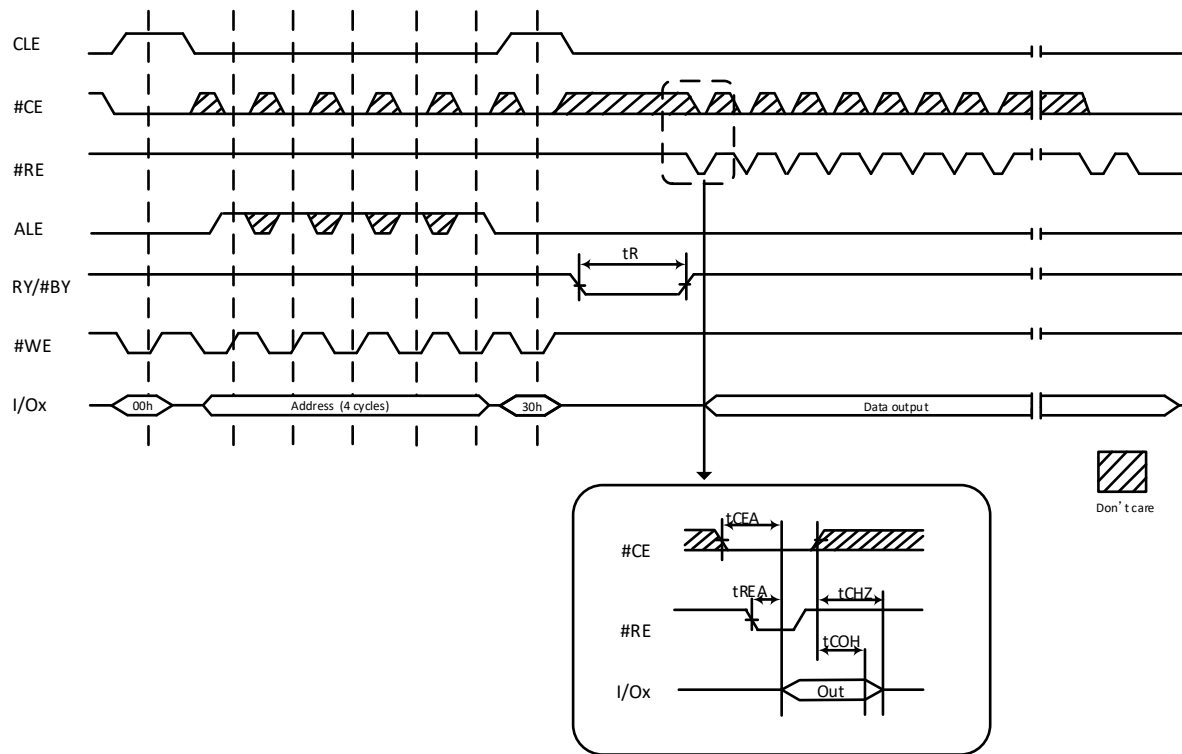 CLE
#CE
#RE
ALE
tR
RY/#BY
#WE
I/Ox
00h
Address (4 cycles)
30h
Data output
Don't care
tCEA
#CE
tREA
tCHZ
#RE
tCOH
I/Ox
Out